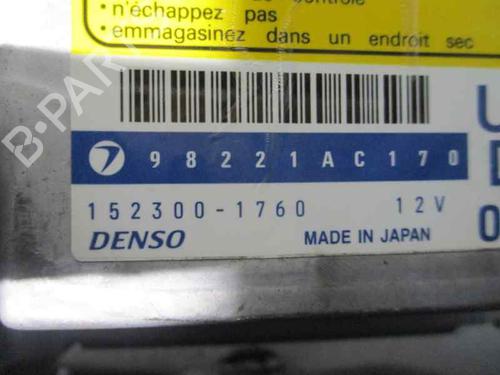 •n'échappez pas
•emmagasinez dans un endroit sec
98221AC170
152300-1760 12V
DENSO MADE IN JAPAN
B-PARTS